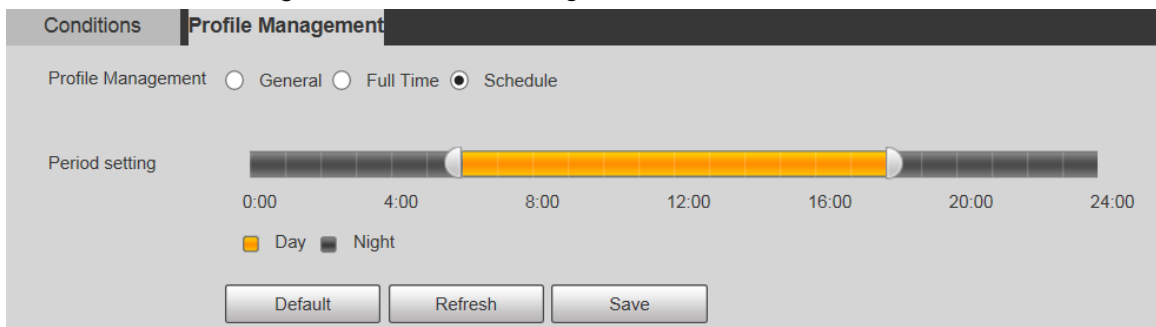 Conditions Profile Management
Profile Management General Full Time Schedule
Period setting
0:00 4:00 8:00 12:00 16:00 20:00 24:00
Day Night
Default Refresh Save